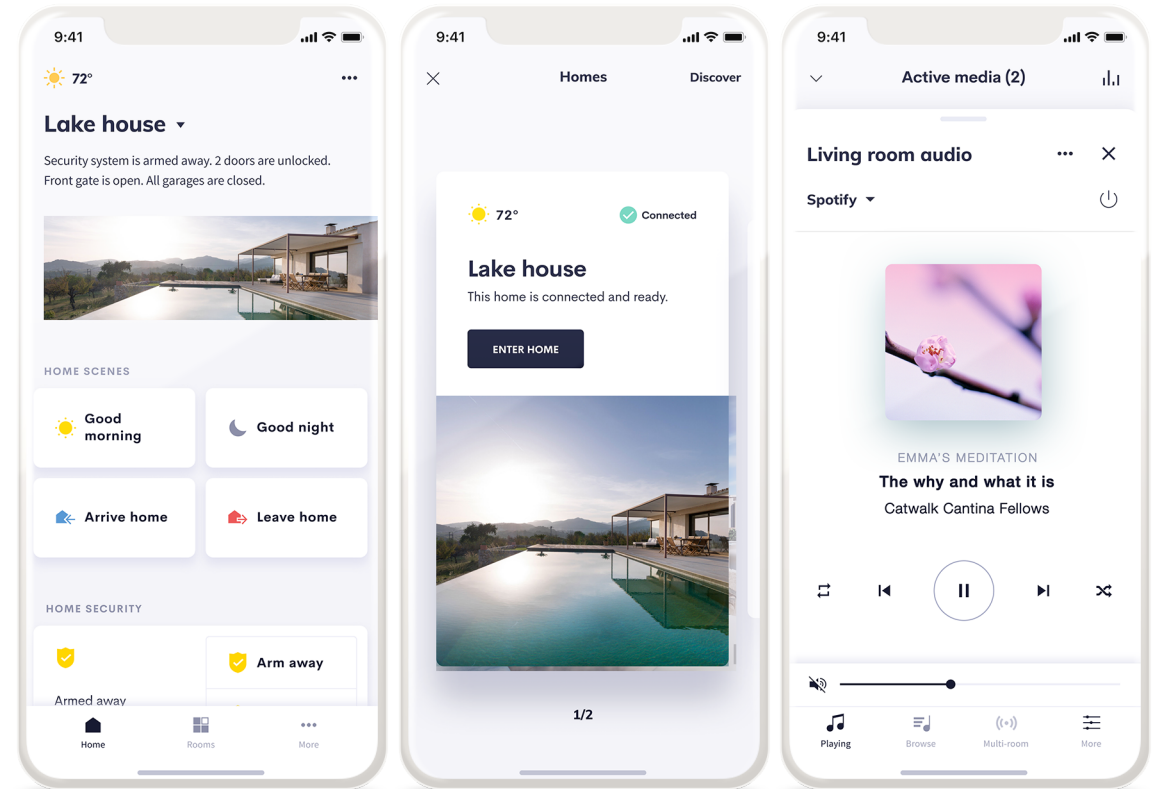 9:41
72°
Lake house
Security system is armed away. 2 doors are unlocked.
Front gate is open. All garages are closed.
HOME SCENES
Good
morning
Good night
Arrive home
Leave home
HOME SECURITY
Arm away
Armed away
Home
Rooms
More
9:41
Homes
Discover
72°
Connected
Lake house
This home is connected and ready.
ENTER HOME
1/2
9:41
Active media (2)
Living room audio
Spotify
EMMA'S MEDITATION
The why and what it is
Catwalk Cantina Fellows
Playing
Browse
Multi-room
More